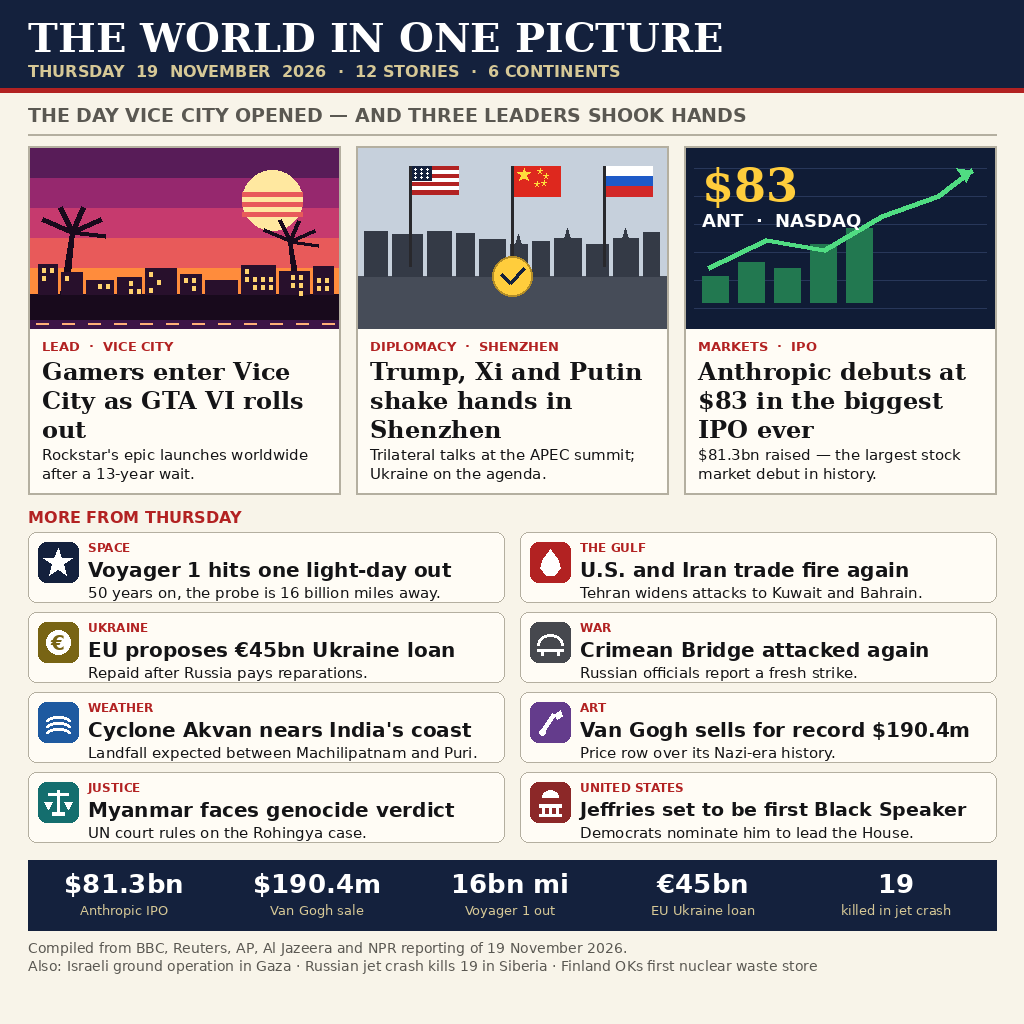 THE WORLD IN ONE PICTURE
THURSDAY 19 NOVEMBER 2026 · 12 STORIES · 6 CONTINENTS
THE DAY VICE CITY OPENED — AND THREE LEADERS SHOOK HANDS
LEAD · VICE CITY
Gamers enter Vice
City as GTA VI rolls
out
Rockstar's epic launches worldwide
after a 13-year wait.
DIPLOMACY · SHENZHEN
Trump, Xi and Putin
shake hands in
Shenzhen
Trilateral talks at the APEC summit;
Ukraine on the agenda.
$83
ANT · NASDAQ
MARKETS · IPO
Anthropic debuts at
$83 in the biggest
IPO ever
$81.3bn raised — the largest stock
market debut in history.
MORE FROM THURSDAY
SPACE
Voyager 1 hits one light-day out
50 years on, the probe is 16 billion miles away.
THE GULF
U.S. and Iran trade fire again
Tehran widens attacks to Kuwait and Bahrain.
€
UKRAINE
EU proposes €45bn Ukraine loan
Repaid after Russia pays reparations.
WAR
Crimean Bridge attacked again
Russian officials report a fresh strike.
WEATHER
Cyclone Akvan nears India's coast
Landfall expected between Machilipatnam and Puri.
ART
Van Gogh sells for record $190.4m
Price row over its Nazi-era history.
JUSTICE
Myanmar faces genocide verdict
UN court rules on the Rohingya case.
UNITED STATES
Jeffries set to be first Black Speaker
Democrats nominate him to lead the House.
$81.3bn
Anthropic IPO
$190.4m
Van Gogh sale
16bn mi
Voyager 1 out
€45bn
EU Ukraine loan
19
killed in jet crash
Compiled from BBC, Reuters, AP, Al Jazeera and NPR reporting of 19 November 2026.
Also: Israeli ground operation in Gaza · Russian jet crash kills 19 in Siberia · Finland OKs first nuclear waste store